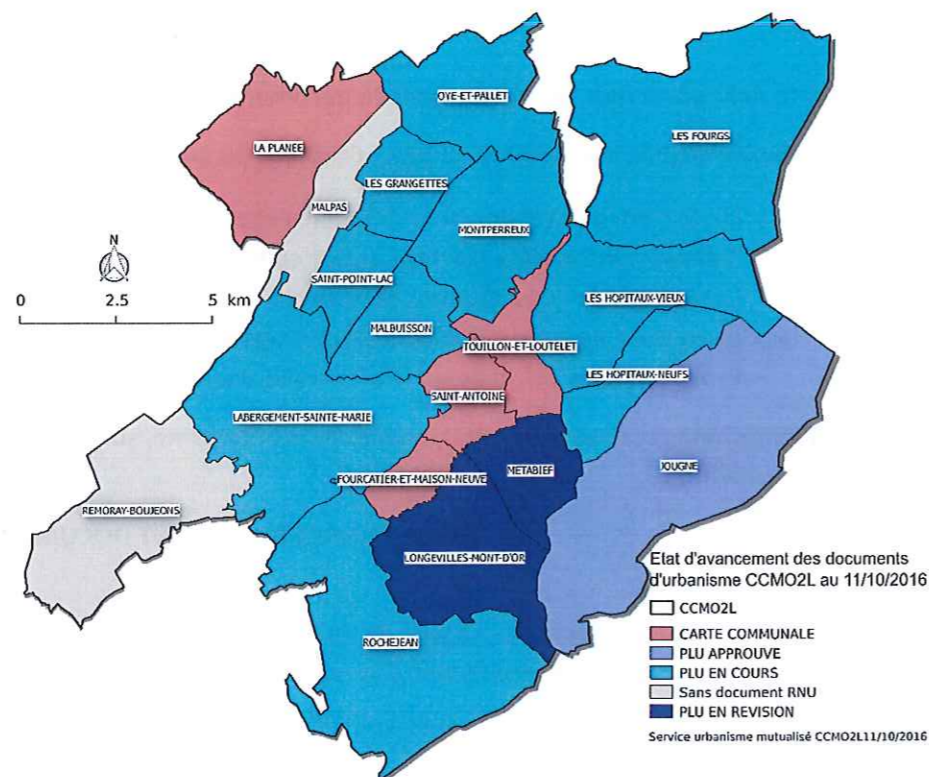 OYE-ET-PALLET
LES FOURGS
LA PLANEE
LES GRANGETTES
MALPAS
MONTPERREUX
N
SAINT-POINT-LAC
0 2.5 5 km
LES HOPITAUX-VIEUX
MALBUISSON
TOUILLON-ET-LOUTELET
LES HOPITAUX-NEUFS
SAINT-ANTOINE
LABERGEMENT-SAINTE-MARIE
METABIEF
JOUGNE
FOURCATIER-ET-MAISON-NEUVE
REMORAY-BOUJEONS
LONGEVILLES-MONT-D'OR
ROCHEJEAN
Etat d'avancement des documents
d'urbanisme CCMO2L au 11/10/2016
CCMO2L
CARTE COMMUNALE
PLU APPROUVE
PLU EN COURS
Sans document RNU
PLU EN REVISION
Service urbanisme mutualisé CCMO2L11/10/2016